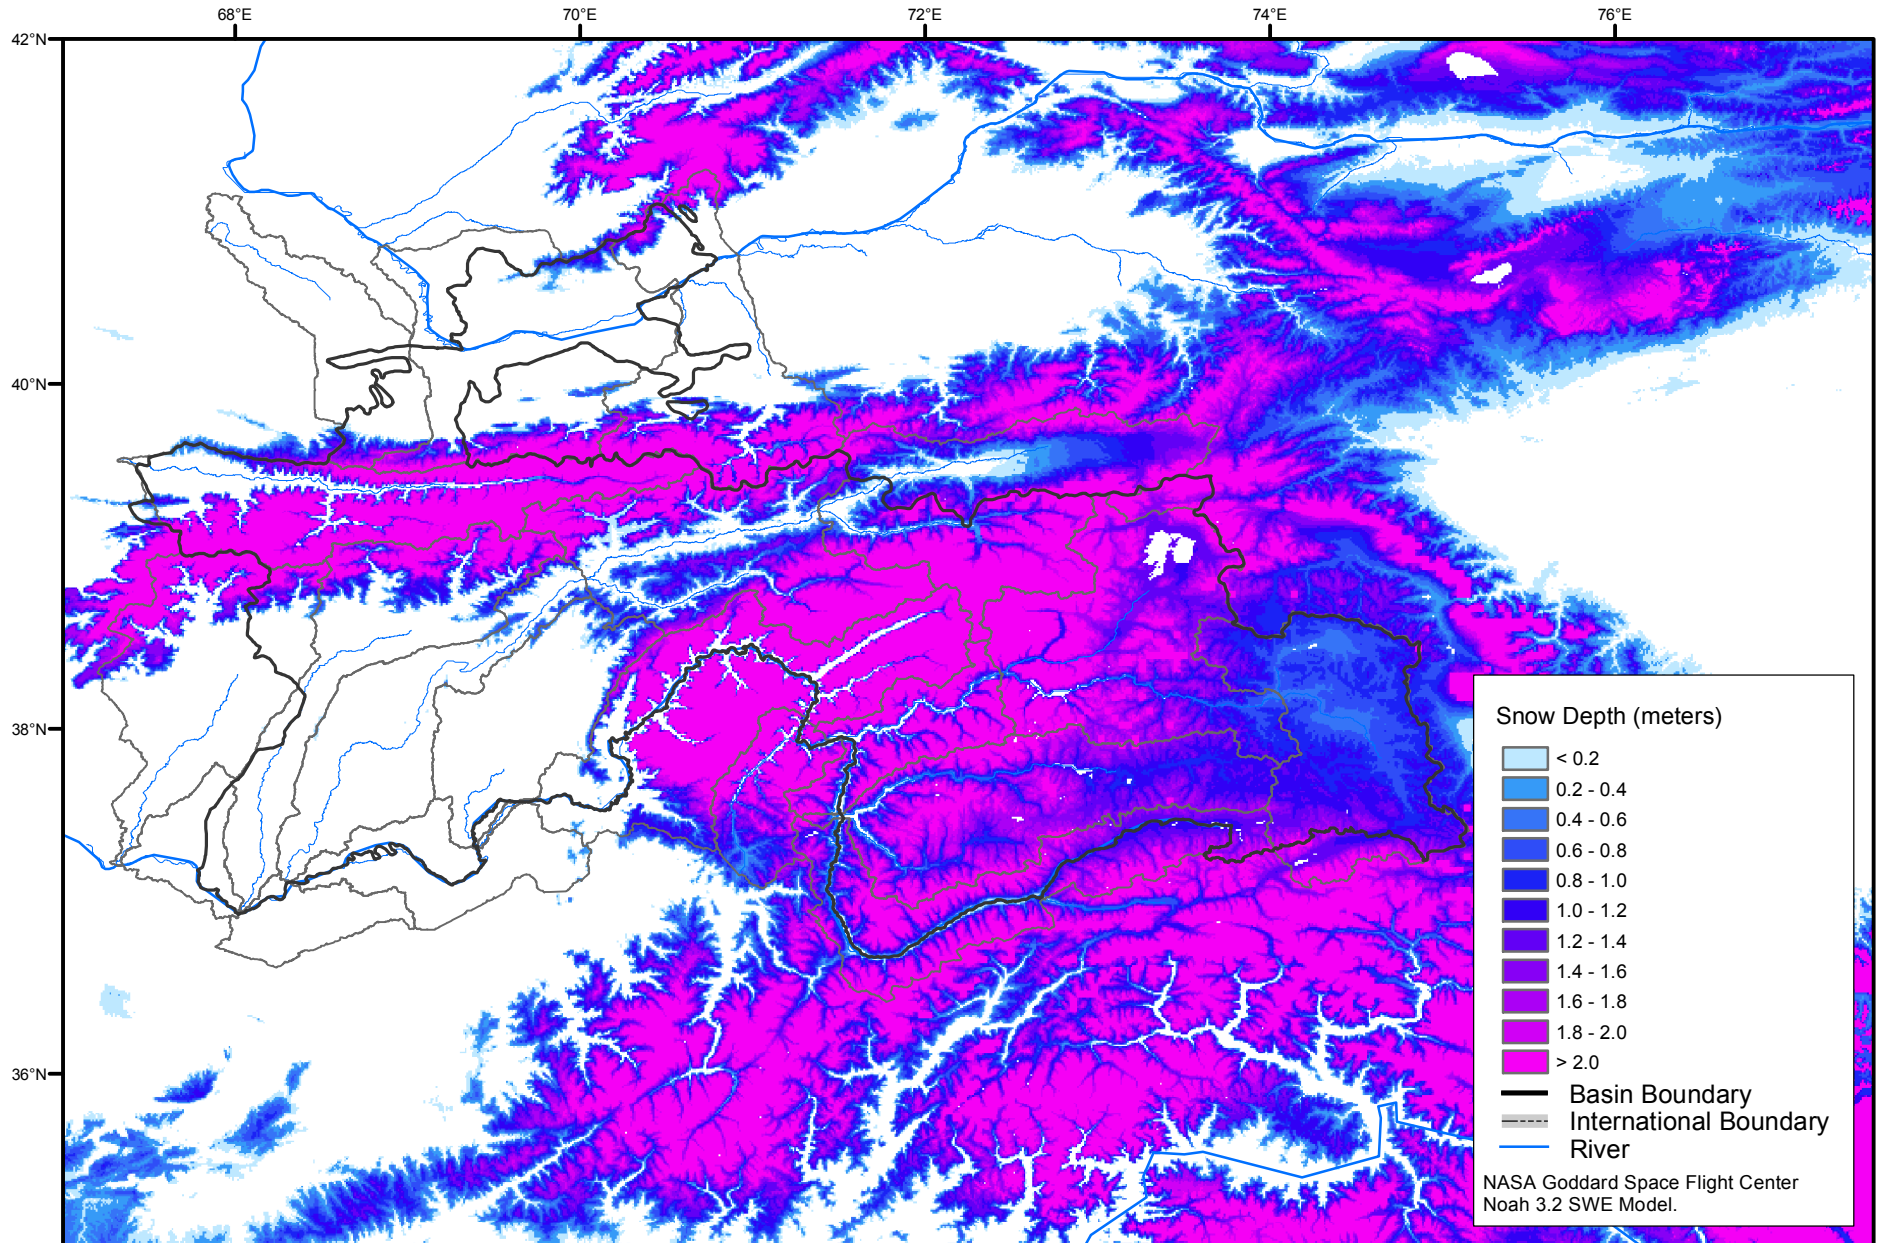 68°E
70°E
72°E
74°E
76°E
42°N
40°N
38°N
36°N
Snow Depth (meters)
< 0.2
0.2 - 0.4
0.4 - 0.6
0.6 - 0.8
0.8 - 1.0
1.0 - 1.2
1.2 - 1.4
1.4 - 1.6
1.6 - 1.8
1.8 - 2.0
> 2.0
Basin Boundary
International Boundary
River
NASA Goddard Space Flight Center
Noah 3.2 SWE Model.